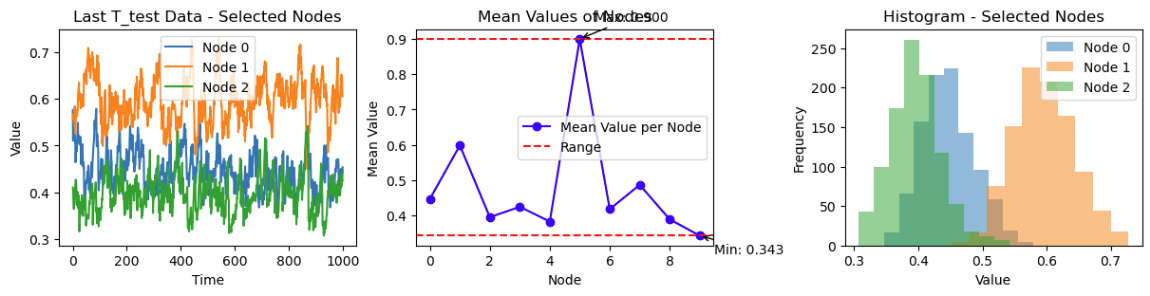 Last T_test Data - Selected Nodes
Value
0.7
0.6
0.5
0.4
0.3
Node 0
Node 1
Node 2
0 200 400 600 800 1000
Time
Mean Values of Nodes
Max: 0.900
Mean Value
0.9
0.8
0.7
0.6
0.5
0.4
Mean Value per Node
Range
Min: 0.343
0 2 4 6 8
Node
Histogram - Selected Nodes
Frequency
250
200
150
100
50
0
Node 0
Node 1
Node 2
0.3 0.4 0.5 0.6 0.7
Value